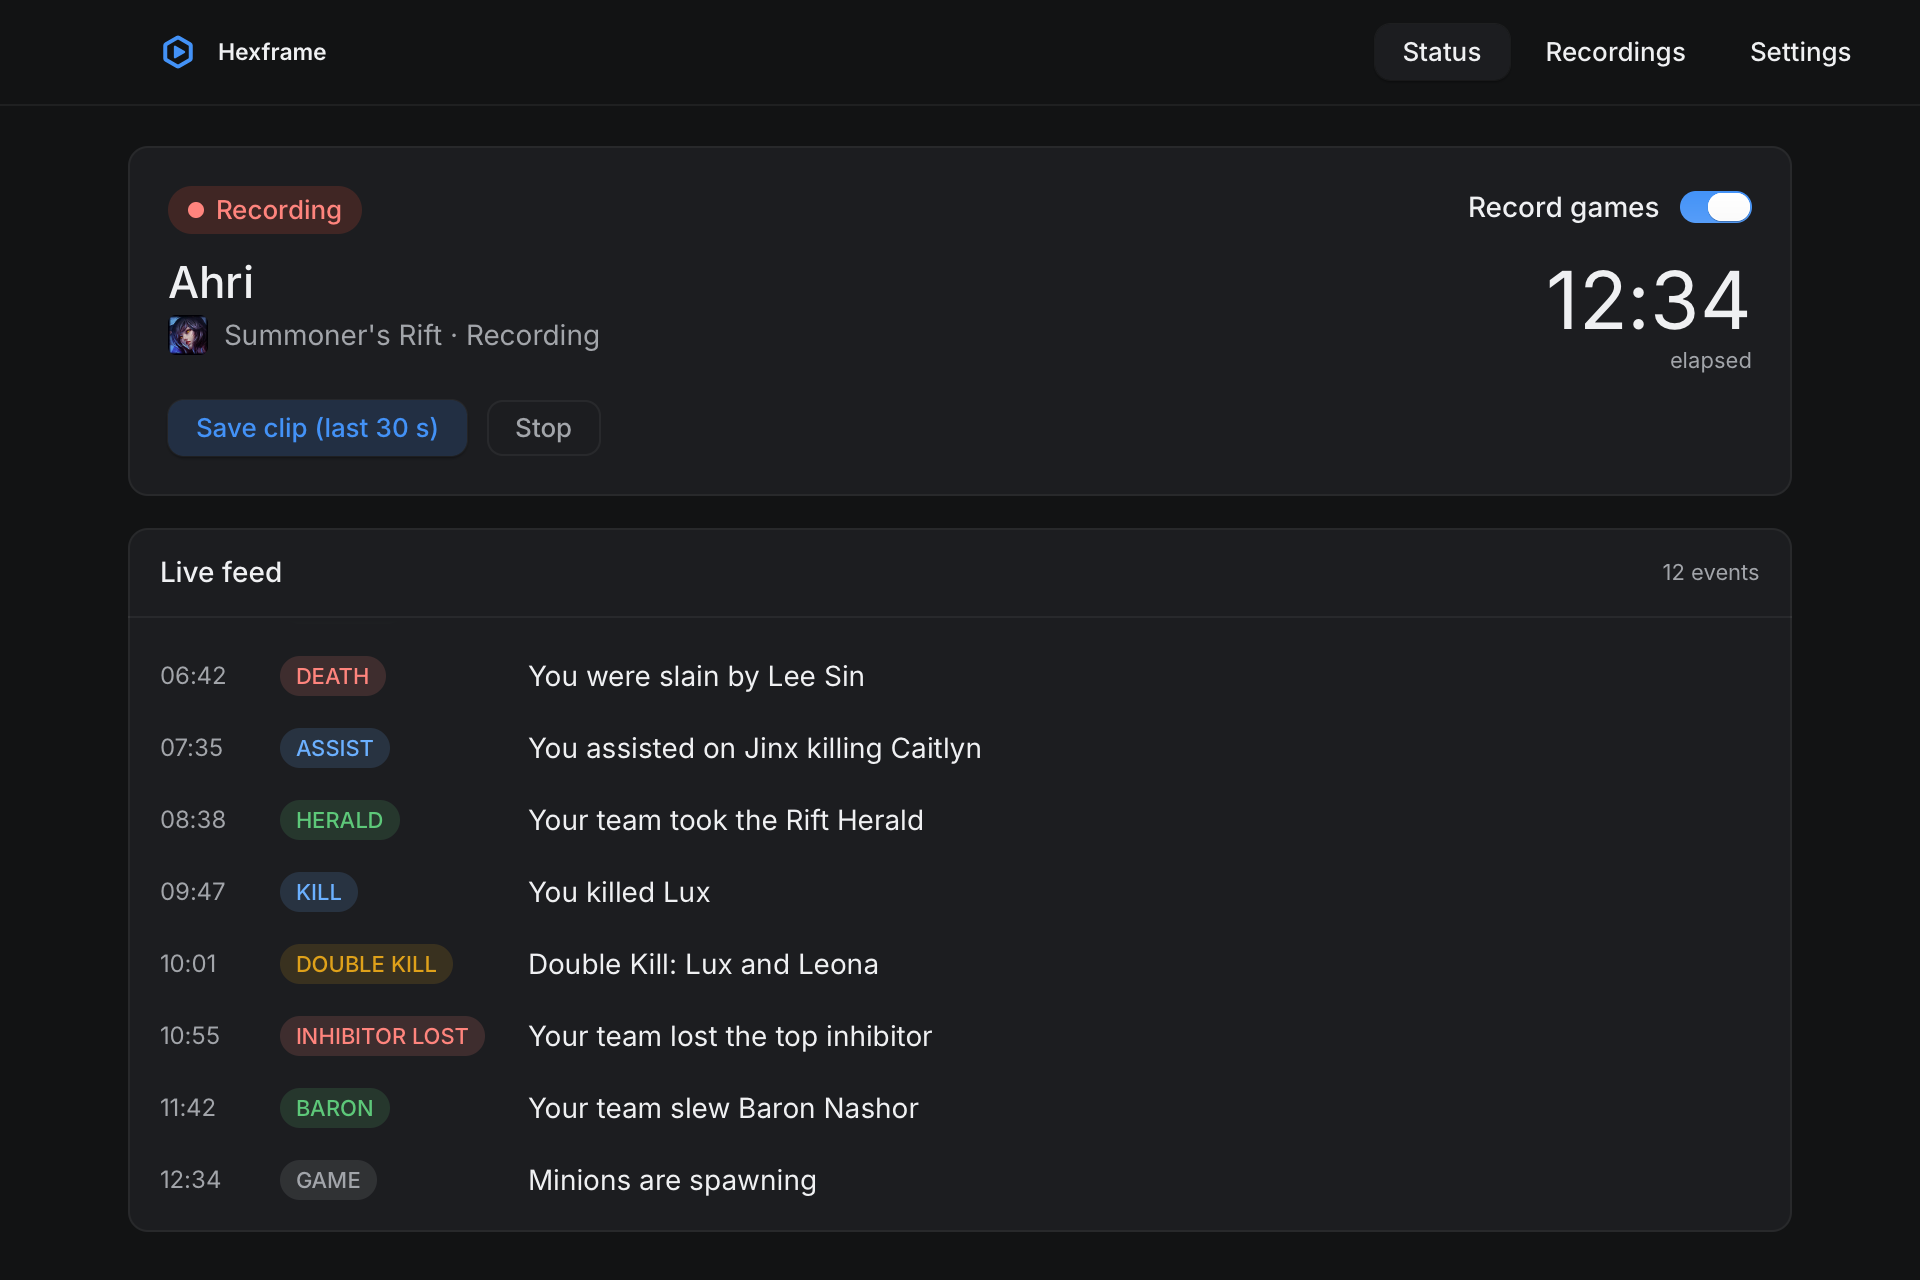 Hexframe
Status
Recordings
Settings
Recording
Record games
Ahri
12:34
Summoner's Rift · Recording
elapsed
Save clip (last 30 s)
Stop
Live feed
12 events
06:42 DEATH You were slain by Lee Sin
07:35 ASSIST You assisted on Jinx killing Caitlyn
08:38 HERALD Your team took the Rift Herald
09:47 KILL You killed Lux
10:01 DOUBLE KILL Double Kill: Lux and Leona
10:55 INHIBITOR LOST Your team lost the top inhibitor
11:42 BARON Your team slew Baron Nashor
12:34 GAME Minions are spawning